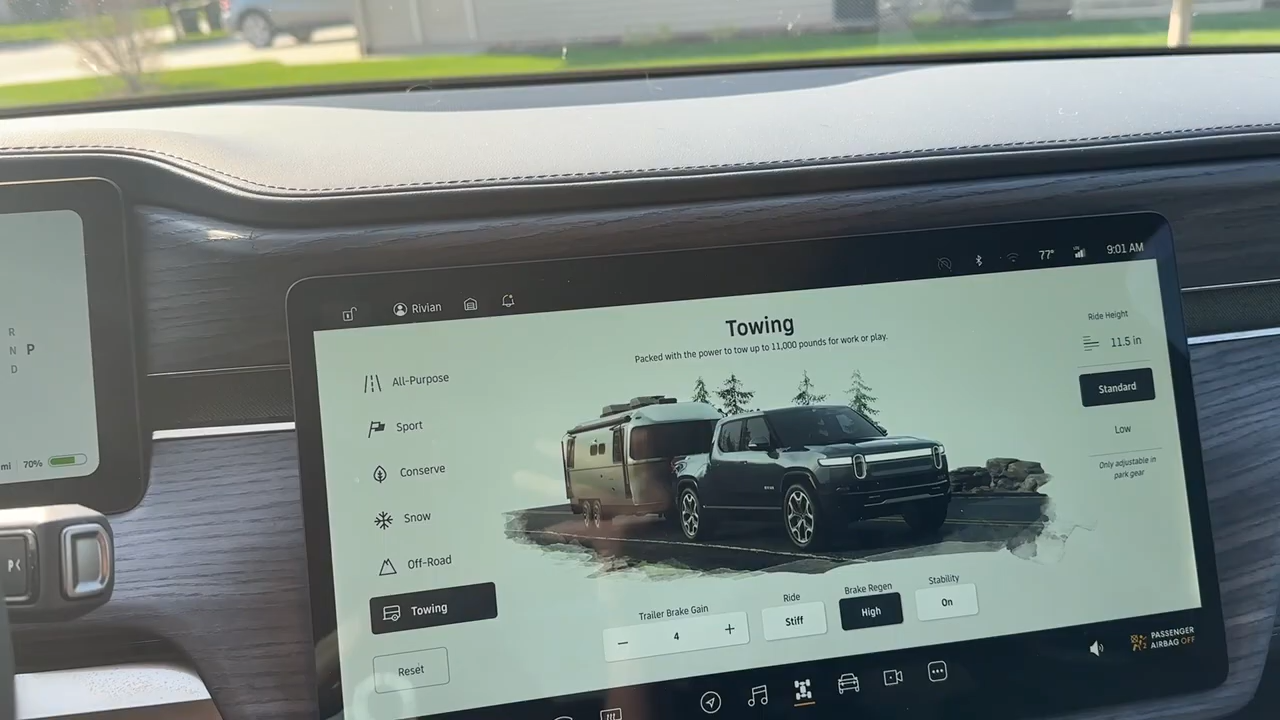 R
N P
D
mi 70%
Rivian
77°
LTE
9:01 AM
Towing
Packed with the power to tow up to 11,000 pounds for work or play.
All-Purpose
Sport
Conserve
Snow
Off-Road
Towing
Reset
Ride Height
11.5 in
Standard
Low
Only adjustable in
park gear
Trailer Brake Gain
− 4 +
Ride
Stiff
Brake Regen
High
Stability
On
PASSENGER
AIRBAG OFF